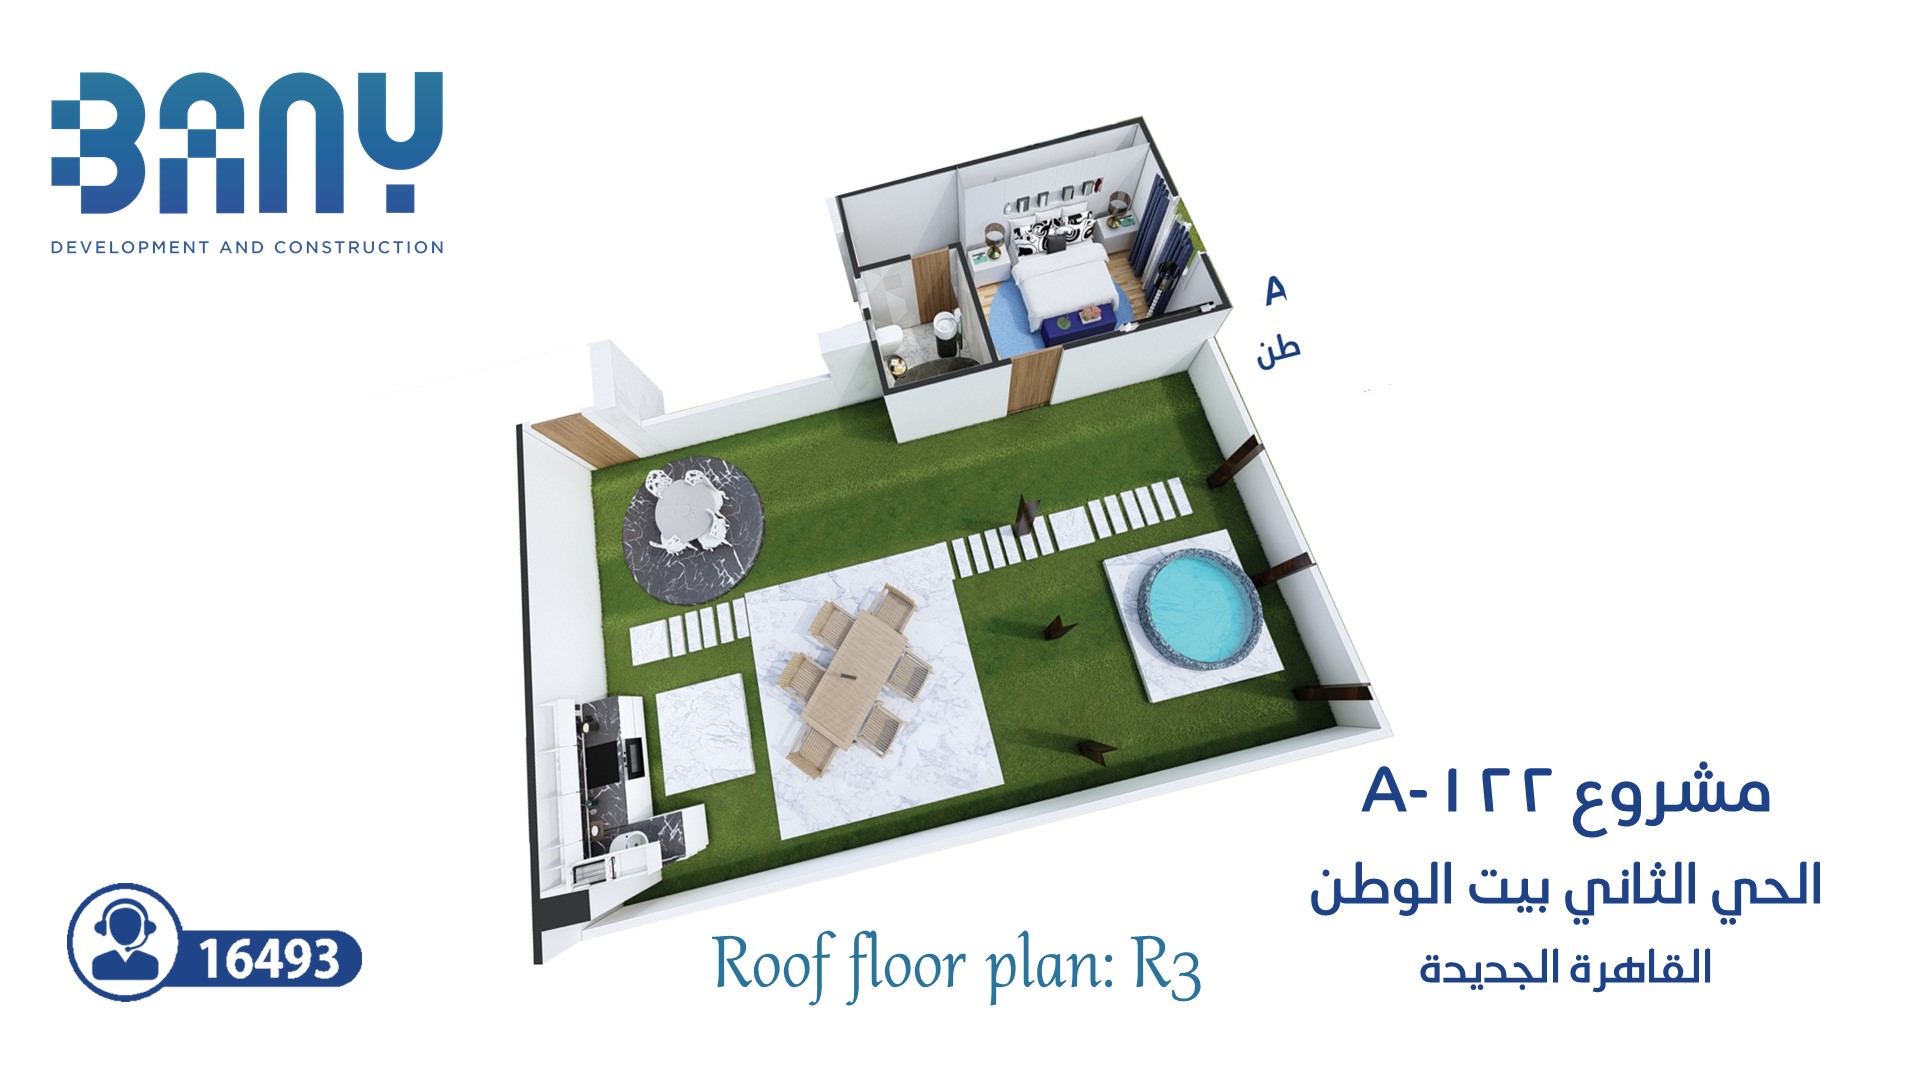 BANY
DEVELOPMENT AND CONSTRUCTION
A
طن
مشروع A-١٢٢
الحي الثاني بيت الوطن
القاهرة الجديدة
Roof floor plan: R3
16493